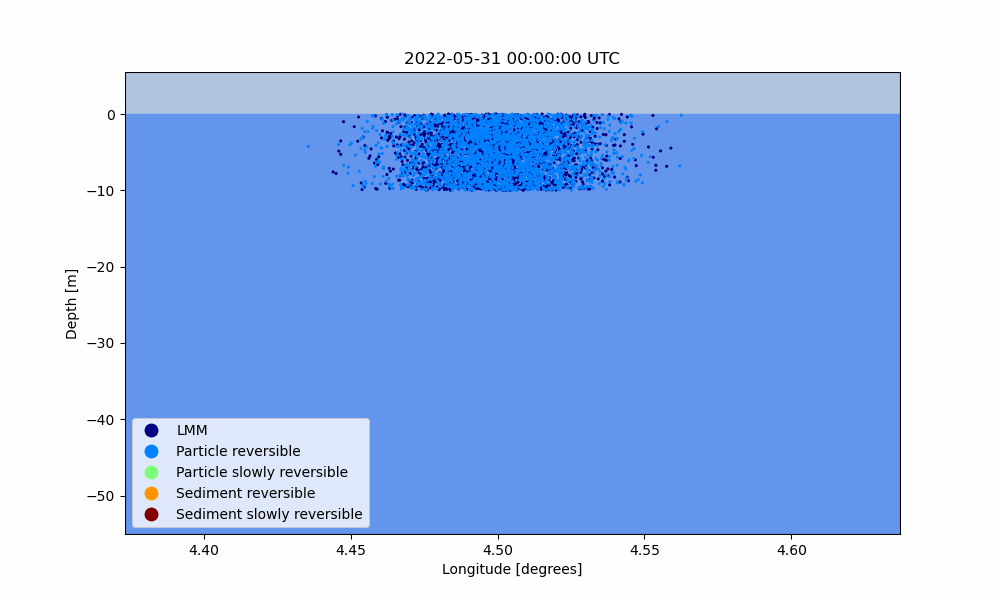 2022-05-31 00:00:00 UTC
0
−10
−20
−30
−40
−50
Depth [m]
LMM
Particle reversible
Particle slowly reversible
Sediment reversible
Sediment slowly reversible
4.40 4.45 4.50 4.55 4.60
Longitude [degrees]